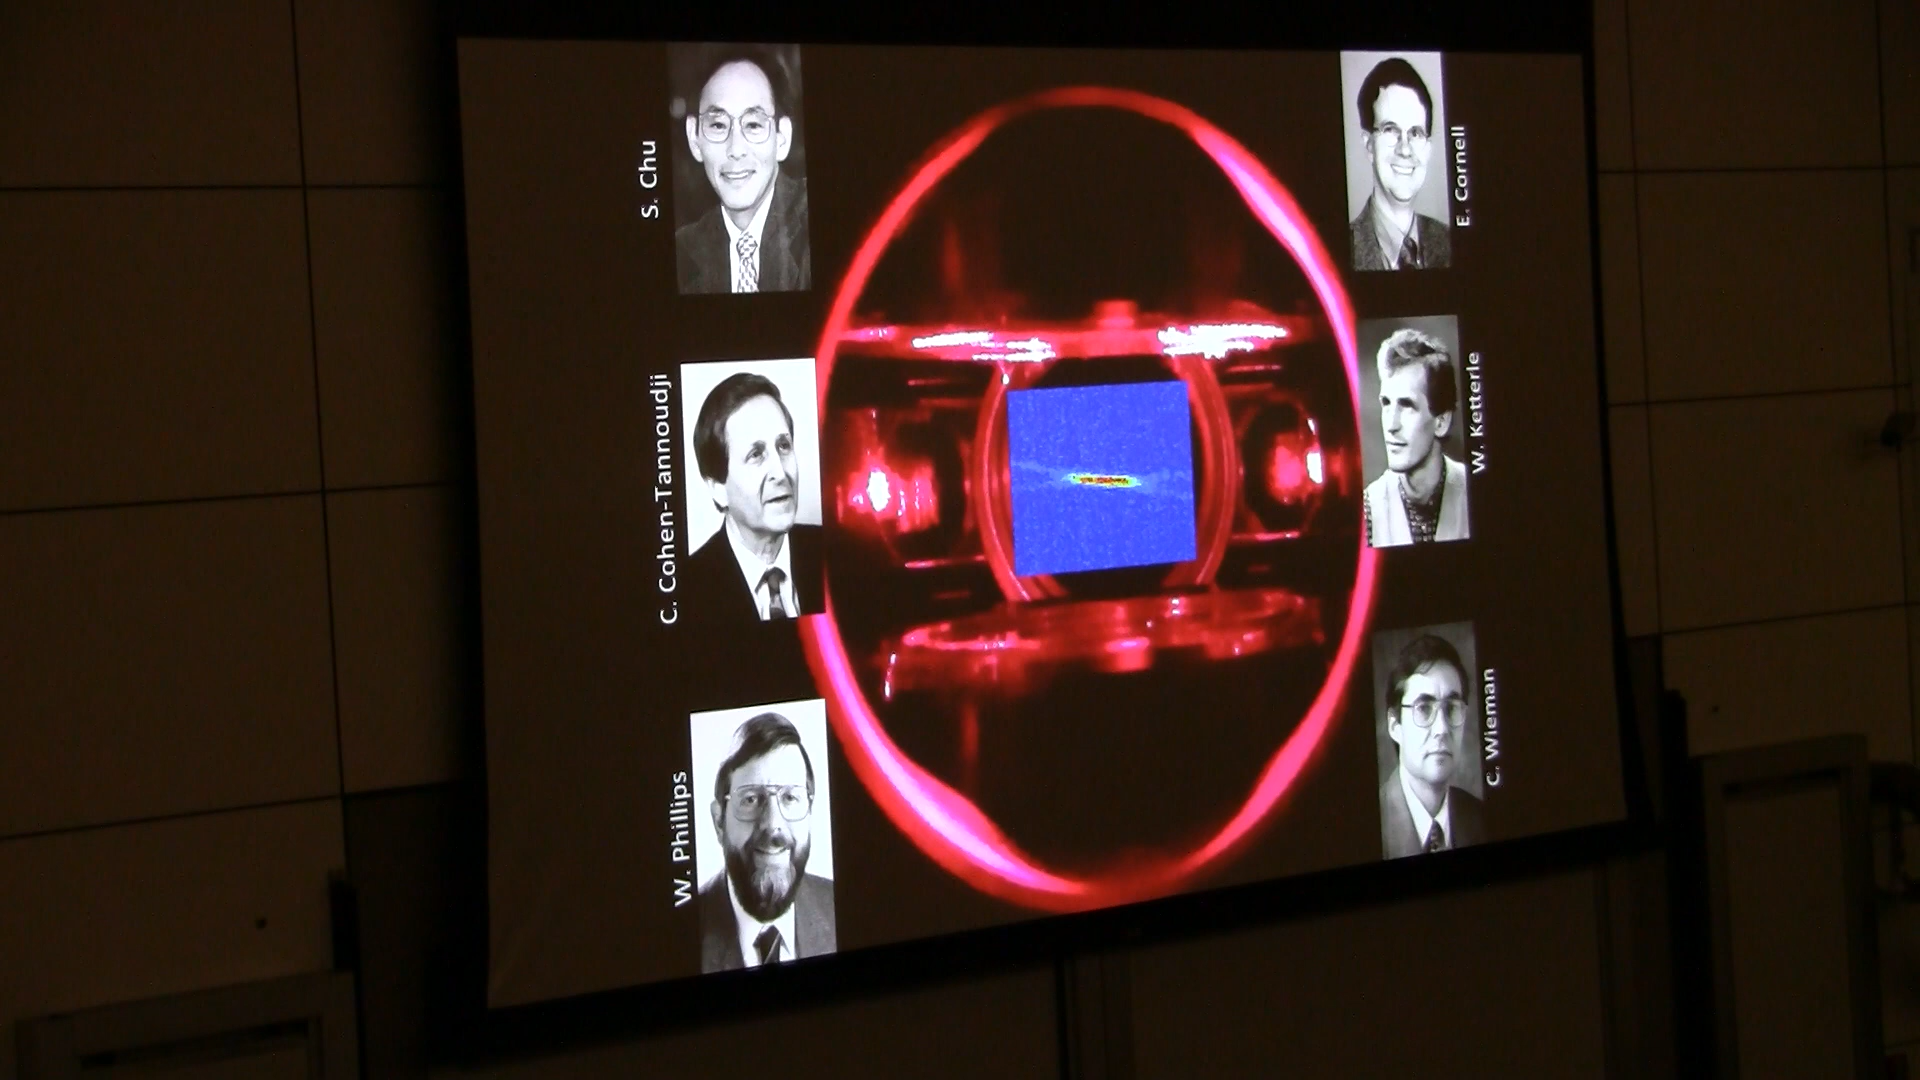 S. Chu
C. Cohen-Tannoudji
W. Phillips
E. Cornell
W. Ketterle
C. Wieman